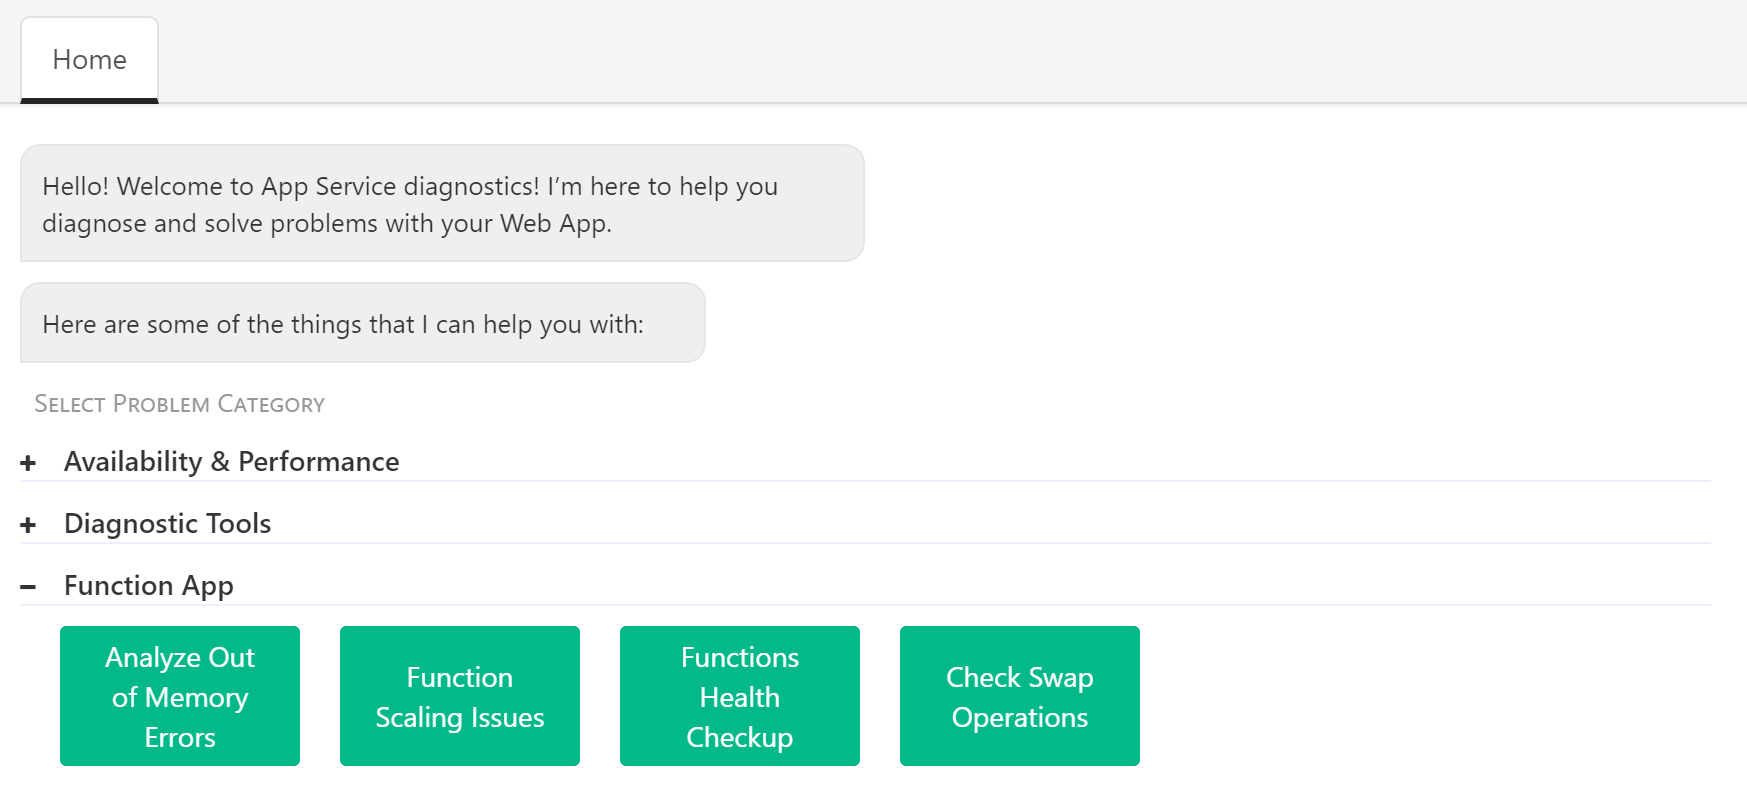 Home
Hello! Welcome to App Service diagnostics! I’m here to help you
diagnose and solve problems with your Web App.
Here are some of the things that I can help you with:
Select Problem Category
+ Availability & Performance
+ Diagnostic Tools
− Function App
Analyze Out
of Memory
Errors
Function
Scaling Issues
Functions
Health
Checkup
Check Swap
Operations